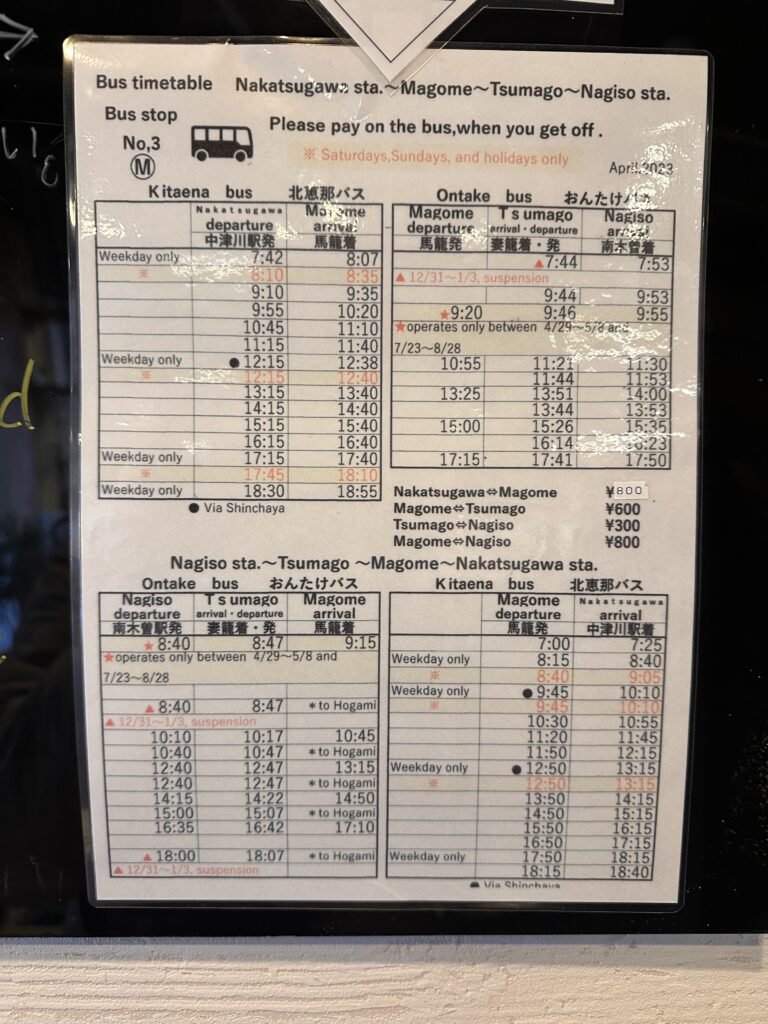 Bus timetable Nakatsugawa sta.～Magome～Tsumago～Nagiso sta.
Bus stop
No,3
Ⓜ
Please pay on the bus,when you get off .
※ Saturdays,Sundays, and holidays only
April.2023
Kitaena bus 北恵那バス
Nakatsugawa departure 中津川駅発 Magome arrival 馬籠着
Weekday only 7:42 8:07
※ 8:10 8:35
9:10 9:35
9:55 10:20
10:45 11:10
11:15 11:40
Weekday only ●12:15 12:38
※ 12:15 12:40
13:15 13:40
14:15 14:40
15:15 15:40
16:15 16:40
Weekday only 17:15 17:40
※ 17:45 18:10
Weekday only 18:30 18:55
● Via Shinchaya
Ontake bus おんたけバス
Magome departure 馬籠発 Tsumago arrival・departure 妻籠着・発 Nagiso arrival 南木曽着
▲7:44 7:53
▲ 12/31～1/3, suspension
9:44 9:53
★9:20 9:46 9:55
★operates only between 4/29～5/8 and
7/23～8/28
10:55 11:21 11:30
11:44 11:53
13:25 13:51 14:00
13:44 13:53
15:00 15:26 15:35
16:14 16:23
17:15 17:41 17:50
Nakatsugawa⇔Magome ¥800
Magome⇔Tsumago ¥600
Tsumago⇔Nagiso ¥300
Magome⇔Nagiso ¥800
Nagiso sta.～Tsumago ～Magome～Nakatsugawa sta.
Ontake bus おんたけバス
Nagiso departure 南木曽駅発 Tsumago arrival・departure 妻籠着・発 Magome arrival 馬籠着
★8:40 8:47 9:15
★operates only between 4/29～5/8 and
7/23～8/28
▲8:40 8:47 *to Hogami
▲ 12/31～1/3, suspension
10:10 10:17 10:45
10:40 10:47 *to Hogami
12:40 12:47 13:15
12:40 12:47 *to Hogami
14:15 14:22 14:50
15:00 15:07 *to Hogami
16:35 16:42 17:10
▲18:00 18:07 *to Hogami
▲ 12/31～1/3, suspension
Kitaena bus 北恵那バス
Magome departure 馬籠発 Nakatsugawa arrival 中津川駅着
7:00 7:25
Weekday only 8:15 8:40
※ 8:40 9:05
Weekday only ●9:45 10:10
※ 9:45 10:10
10:30 10:55
11:20 11:45
11:50 12:15
Weekday only ●12:50 13:15
※ 12:50 13:15
13:50 14:15
14:50 15:15
15:50 16:15
16:50 17:15
Weekday only 17:50 18:15
18:15 18:40
● Via Shinchaya